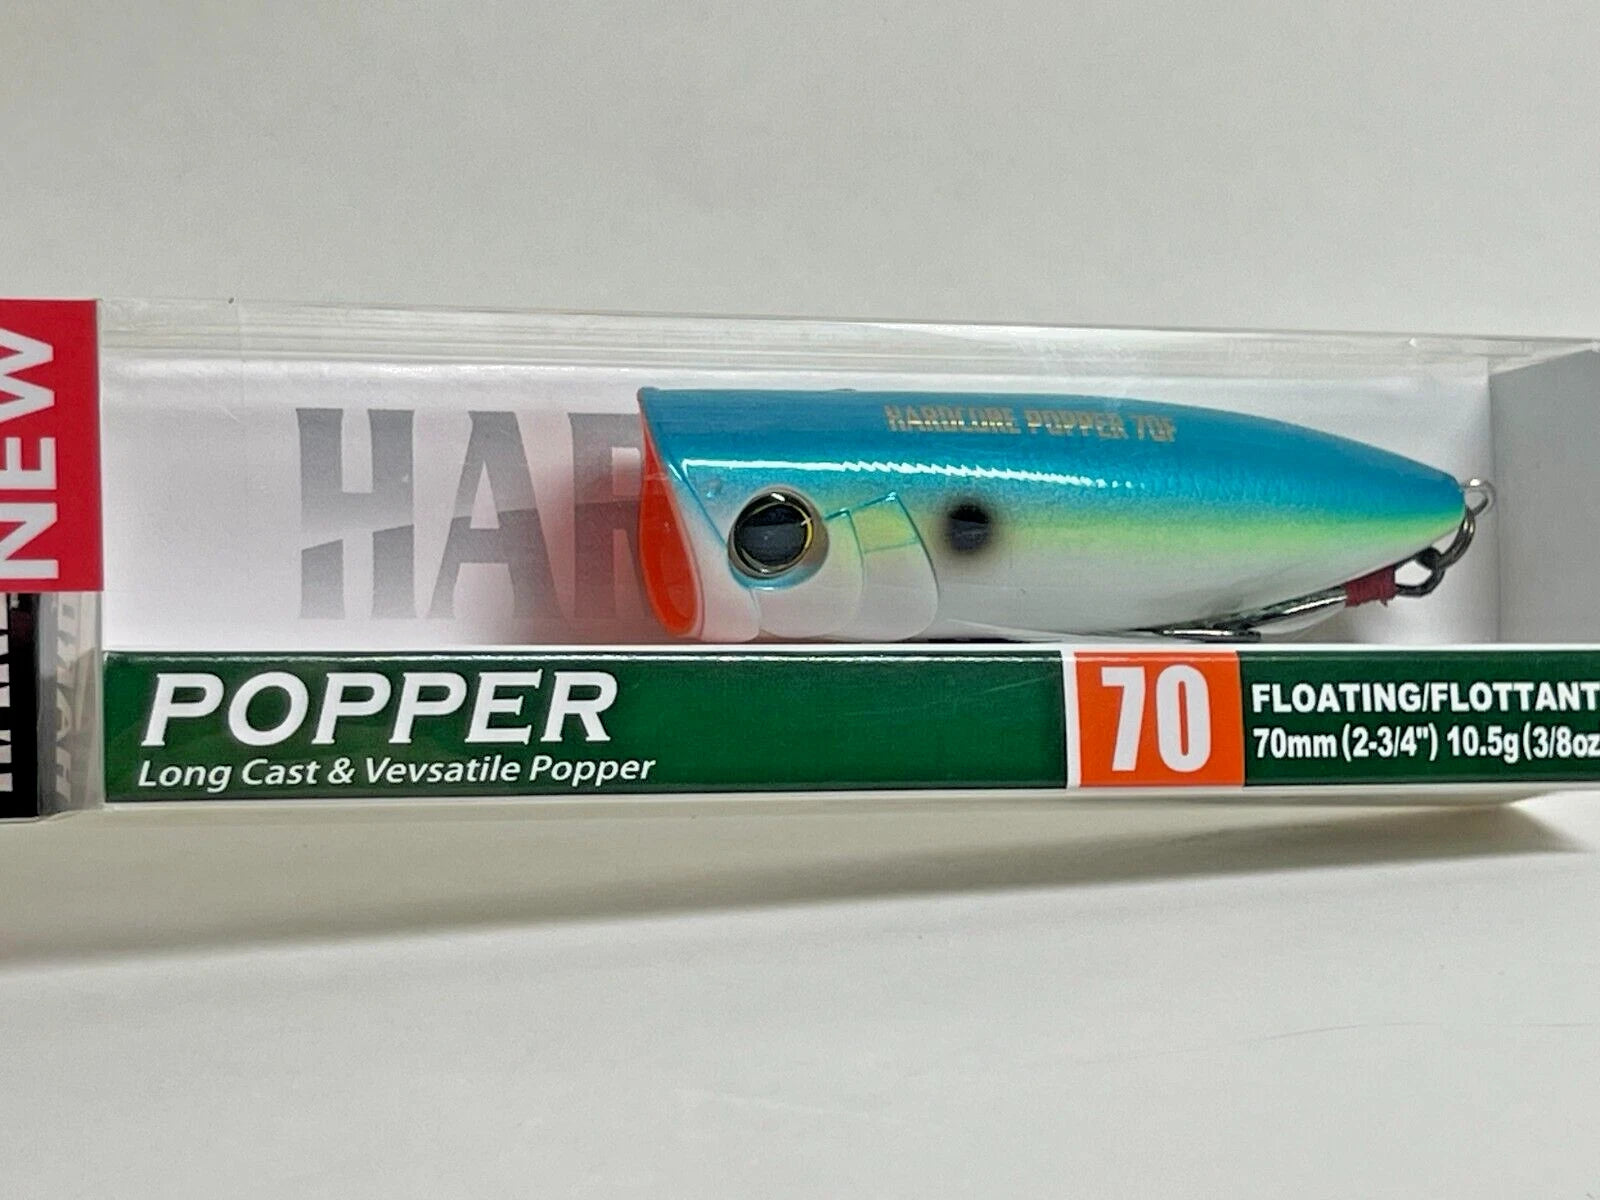 NEW
HAR
HARDCORE POPPER 70F
POPPER
Long Cast & Vevsatile Popper
70
FLOATING/FLOTTANT
70mm (2-3/4") 10.5g (3/8oz